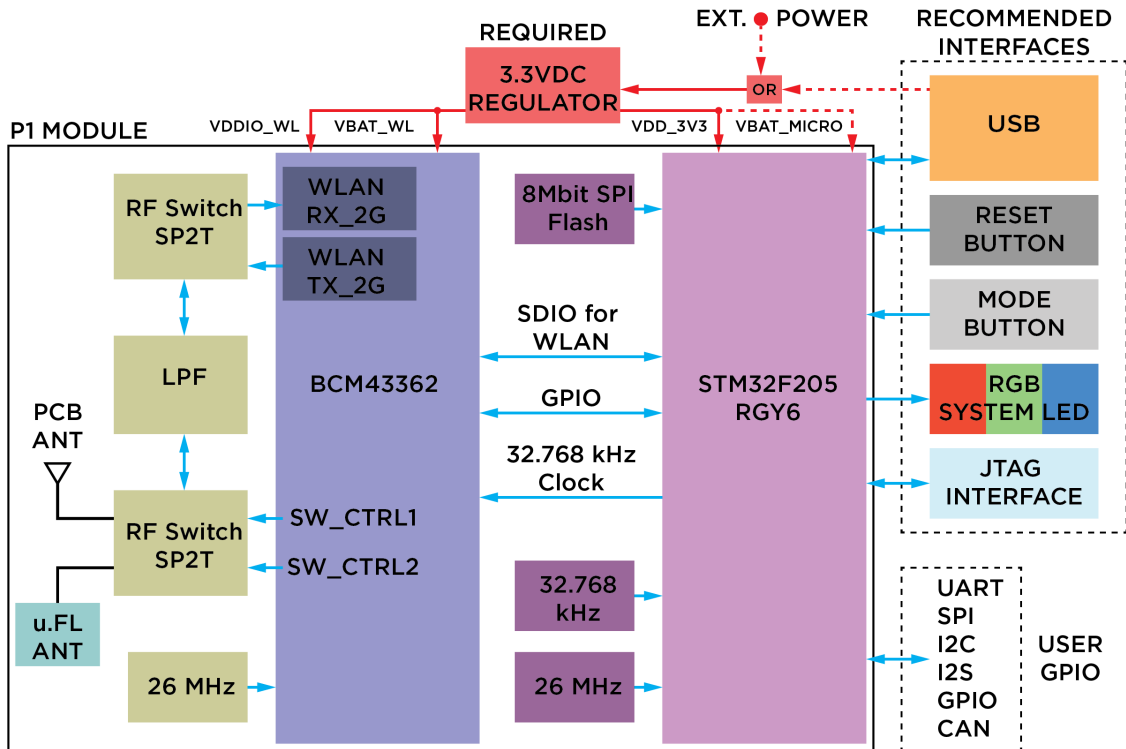 EXT. POWER
RECOMMENDED
INTERFACES
REQUIRED
3.3VDC
REGULATOR
OR
USB
P1 MODULE
VDDIO_WL
VBAT_WL
VDD_3V3
VBAT_MICRO
RF Switch
SP2T
WLAN
RX_2G
WLAN
TX_2G
8Mbit SPI
Flash
RESET
BUTTON
MODE
BUTTON
SDIO for
WLAN
LPF
BCM43362
GPIO
STM32F205
RGY6
RGB
SYSTEM LED
PCB
ANT
32.768 kHz
Clock
JTAG
INTERFACE
RF Switch
SP2T
SW_CTRL1
SW_CTRL2
u.FL
ANT
32.768
kHz
26 MHz
26 MHz
UART
SPI
I2C
I2S
GPIO
CAN
USER
GPIO